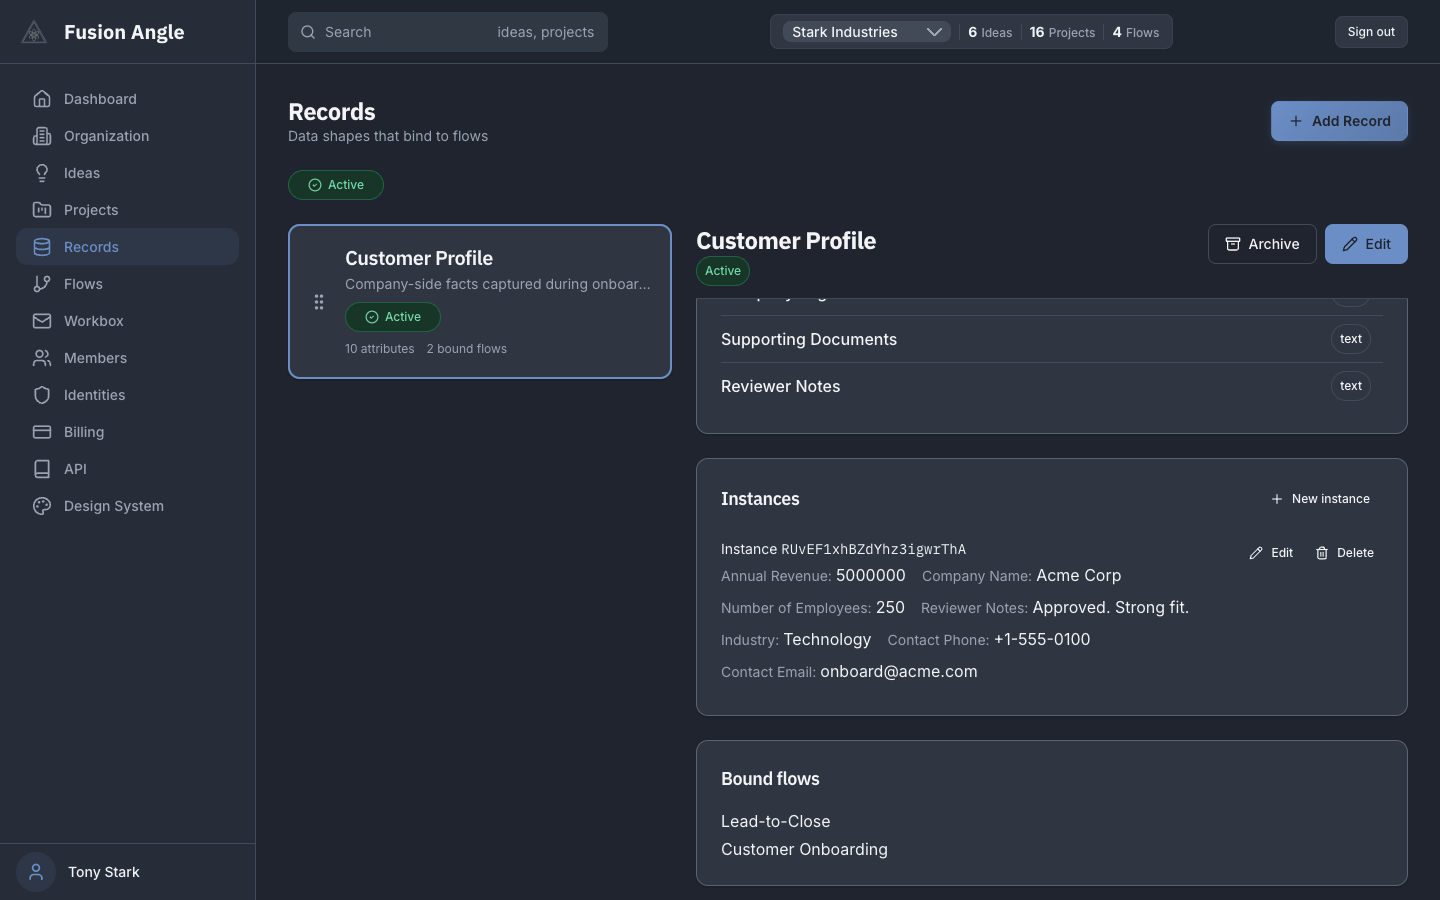 Fusion Angle
Search
ideas, projects
Stark Industries
6 Ideas
16 Projects
4 Flows
Sign out
Dashboard
Organization
Ideas
Projects
Records
Flows
Workbox
Members
Identities
Billing
API
Design System
Tony Stark
Records
Data shapes that bind to flows
Add Record
Active
Customer Profile
Company-side facts captured during onboar...
Active
10 attributes 2 bound flows
Customer Profile
Active
Archive
Edit
Supporting Documents text
Reviewer Notes text
Instances
New instance
Instance RUvEF1xhBZdYhz3igwrThA
Edit
Delete
Annual Revenue: 5000000 Company Name: Acme Corp
Number of Employees: 250 Reviewer Notes: Approved. Strong fit.
Industry: Technology Contact Phone: +1-555-0100
Contact Email: onboard@acme.com
Bound flows
Lead-to-Close
Customer Onboarding